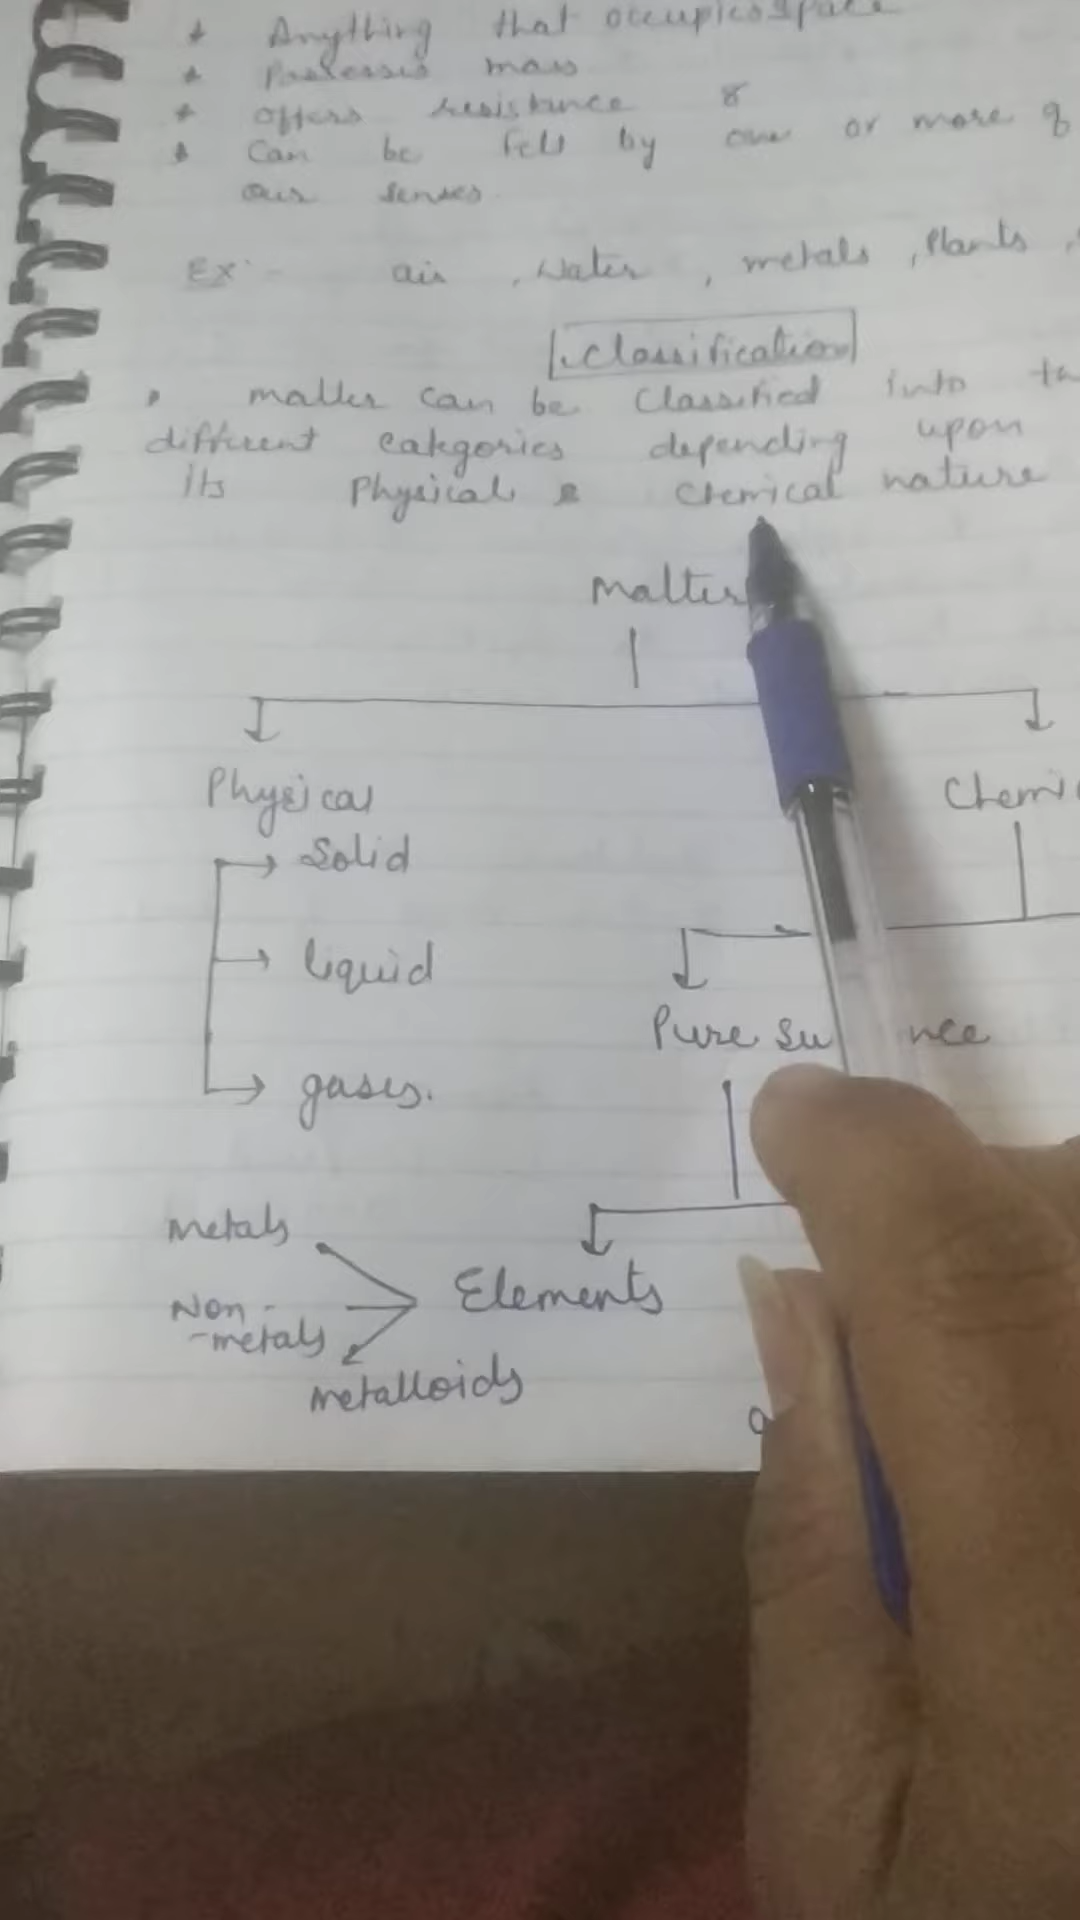 * Anything that occupies space
* Possesses mass
* offers resistance &
* Can be felt by one or more of
our senses.
Ex:- air, water, metals, Plants,
Classification
matter can be classified into
different categories depending upon
its Physical & Chemical nature
Matter
Physical
Solid
liquid
gases.
Pure
Metals
Non-
-metals
Elements
Metalloids